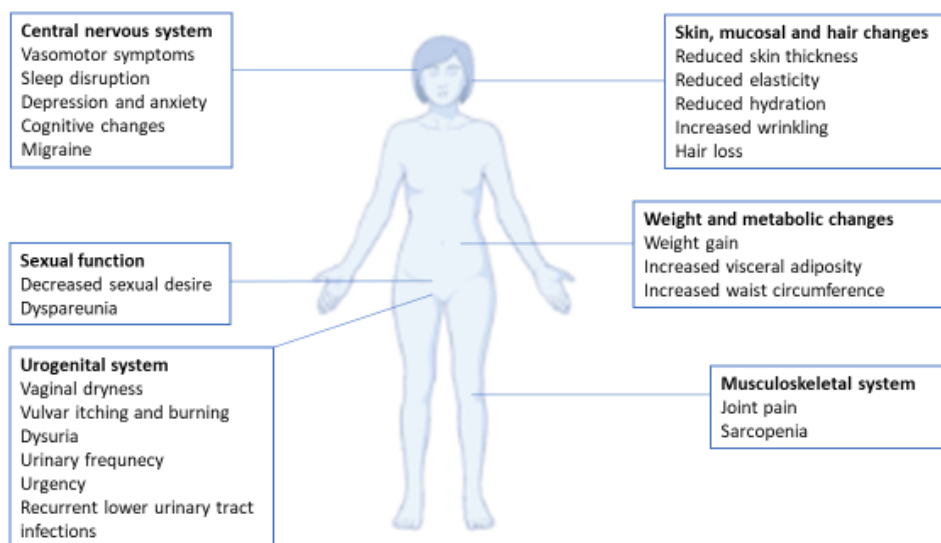 Central nervous system
Vasomotor symptoms
Sleep disruption
Depression and anxiety
Cognitive changes
Migraine
Skin, mucosal and hair changes
Reduced skin thickness
Reduced elasticity
Reduced hydration
Increased wrinkling
Hair loss
Sexual function
Decreased sexual desire
Dyspareunia
Weight and metabolic changes
Weight gain
Increased visceral adiposity
Increased waist circumference
Urogenital system
Vaginal dryness
Vulvar itching and burning
Dysuria
Urinary frequnecy
Urgency
Recurrent lower urinary tract
infections
Musculoskeletal system
Joint pain
Sarcopenia